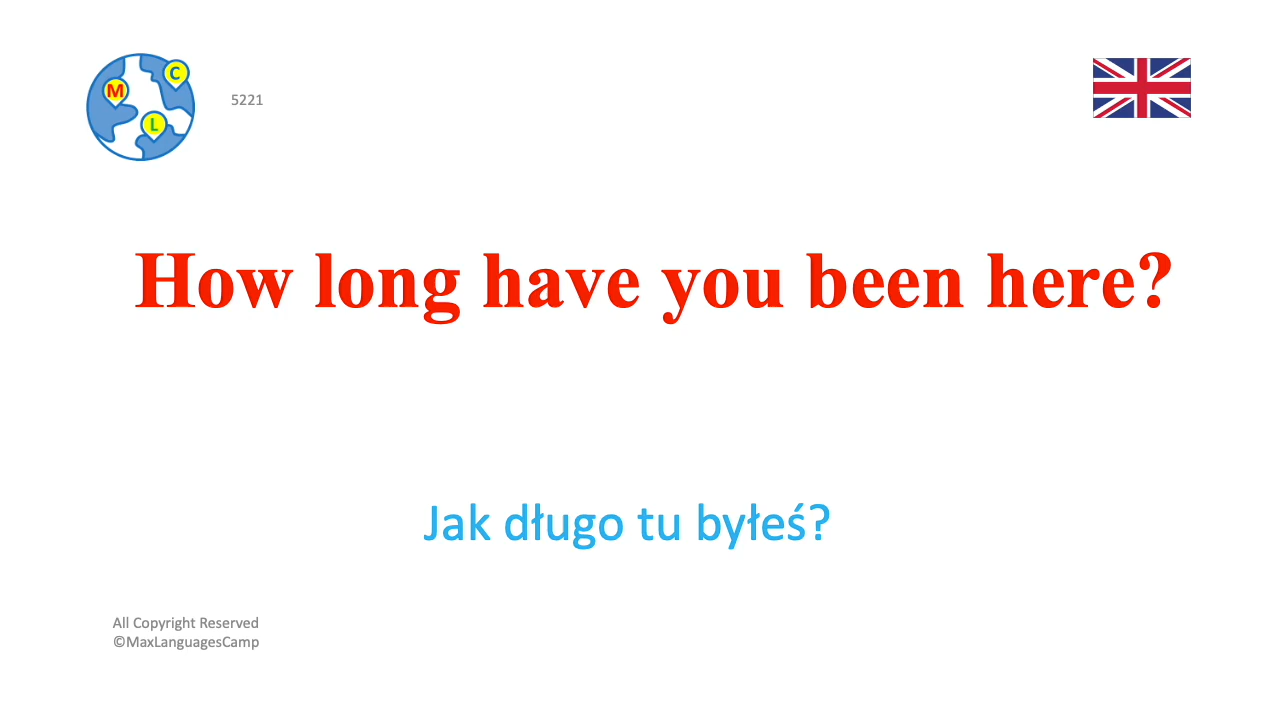 C
M
L
5221
How long have you been here?
Jak długo tu byłeś?
All Copyright Reserved
©MaxLanguagesCamp